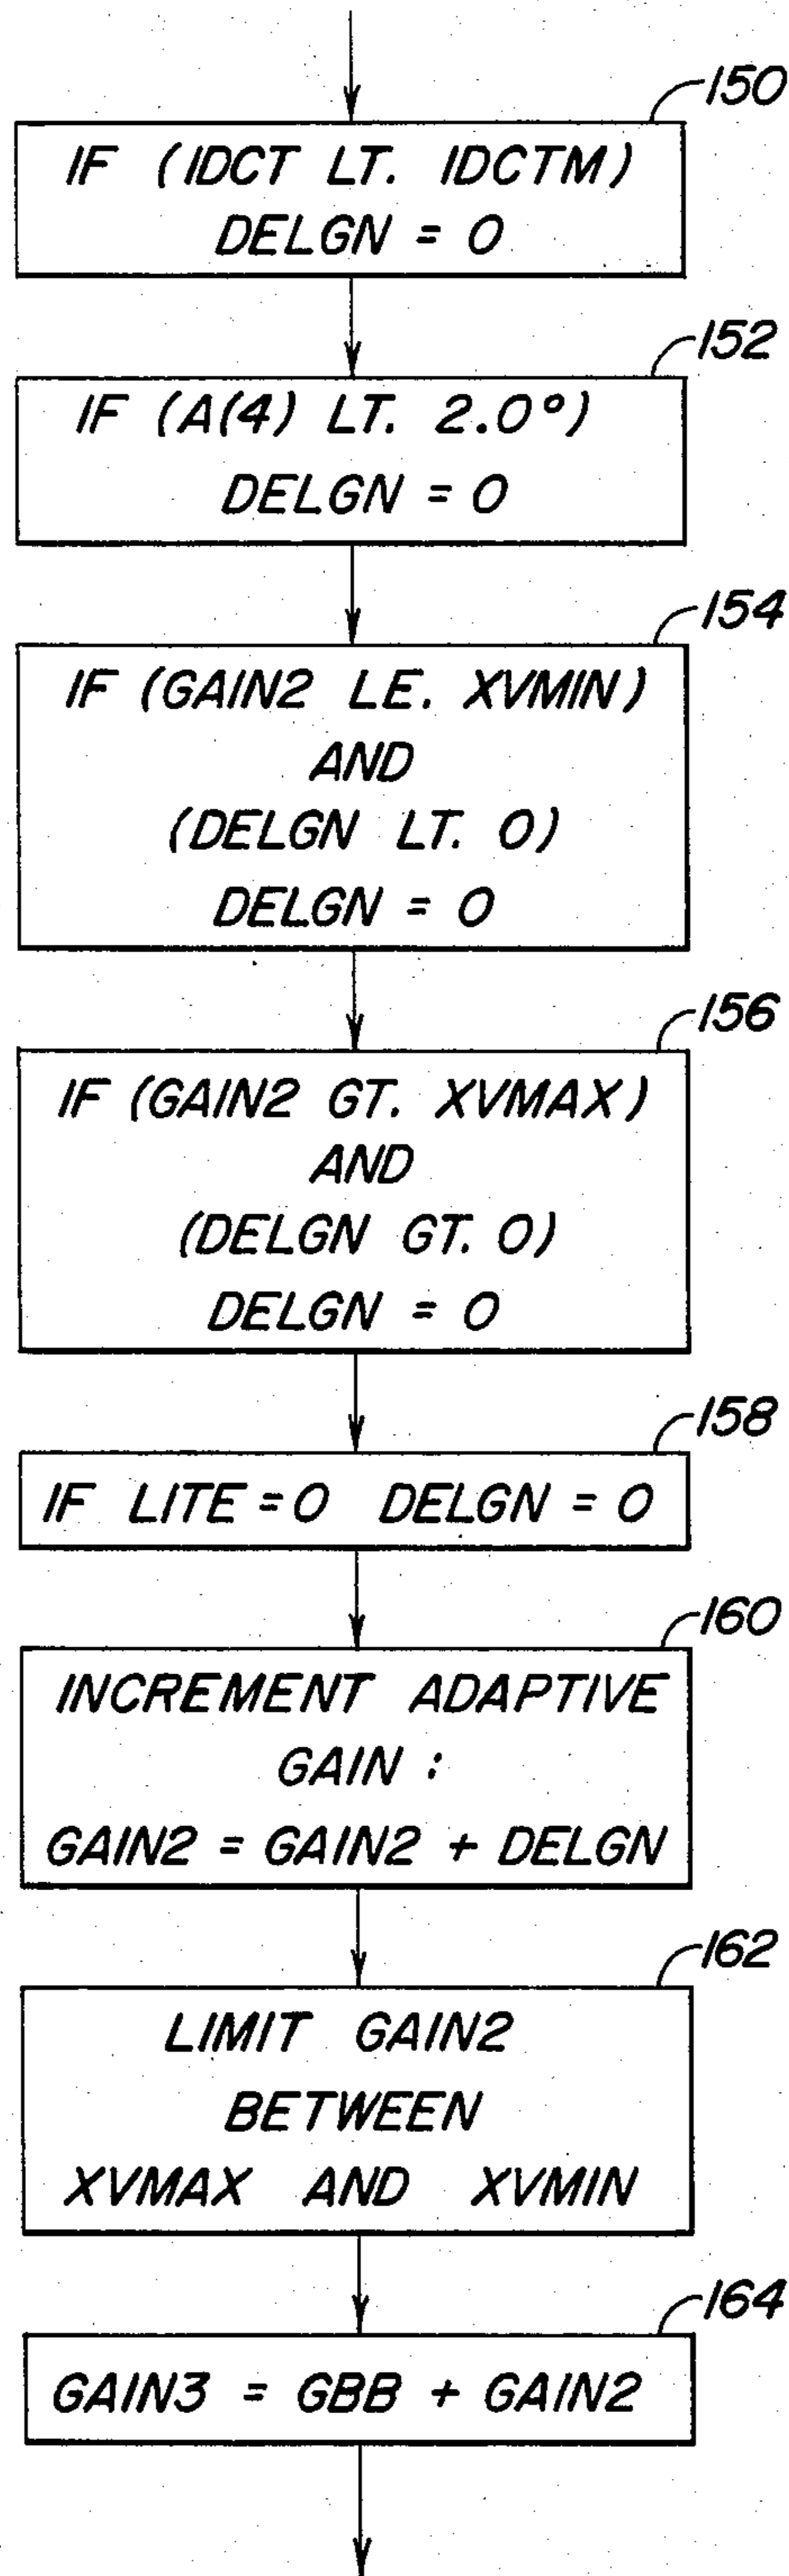 150
IF (IDCT LT. IDCTM)
DELGN = 0
152
IF (A(4) LT. 2.0°)
DELGN = 0
154
IF (GAIN2 LE. XVMIN)
AND
(DELGN LT. 0)
DELGN = 0
156
IF (GAIN2 GT. XVMAX)
AND
(DELGN GT. 0)
DELGN = 0
158
IF LITE = 0 DELGN = 0
160
INCREMENT ADAPTIVE
GAIN :
GAIN2 = GAIN2 + DELGN
162
LIMIT GAIN2
BETWEEN
XVMAX AND XVMIN
164
GAIN3 = GBB + GAIN2